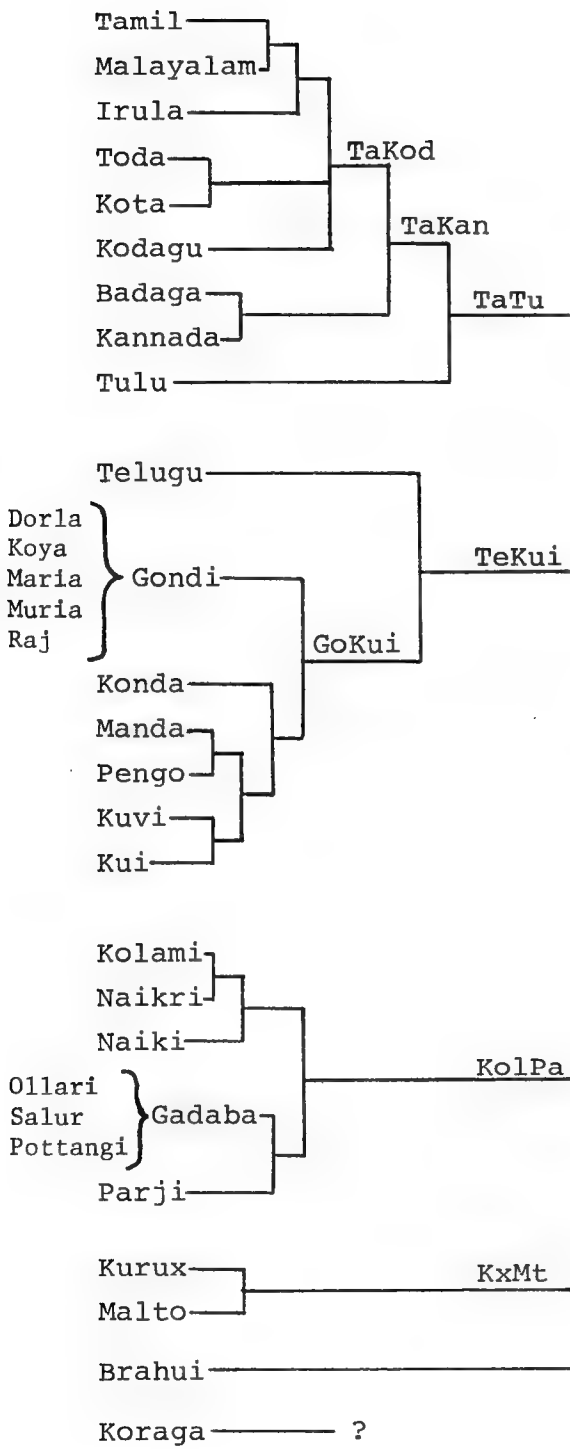 Tamil
Malayalam
Irula
Toda
TaKod
Kota
TaKan
Kodagu
Badaga
TaTu
Kannada
Tulu
Telugu
Dorla
Koya
TeKui
Maria
Gondi
Muria
Raj
GoKui
Konda
Manda
Pengo
Kuvi
Kui
Kolami
Naikri
Naiki
KolPa
Ollari
Salur
Gadaba
Pottangi
Parji
Kurux
KxMt
Malto
Brahui
Koraga ?